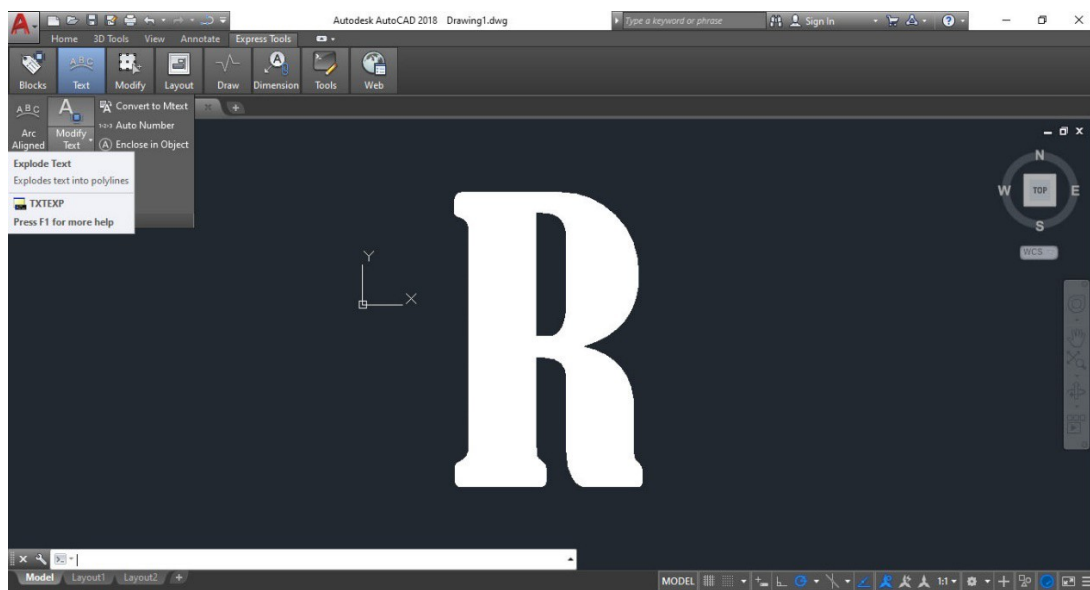 Autodesk AutoCAD 2018 Drawing1.dwg
Type a keyword or phrase
Sign In
Home 3D Tools View Annotate Express Tools
Blocks Text Modify Layout Draw Dimension Tools Web
Arc Aligned
Modify Text
Convert to Mtext
Auto Number
Enclose in Object
Explode Text
Explodes text into polylines
TXTEXP
Press F1 for more help
N
W TOP E
S
WCS
Y
X
R
Model Layout1 Layout2
MODEL 1:1